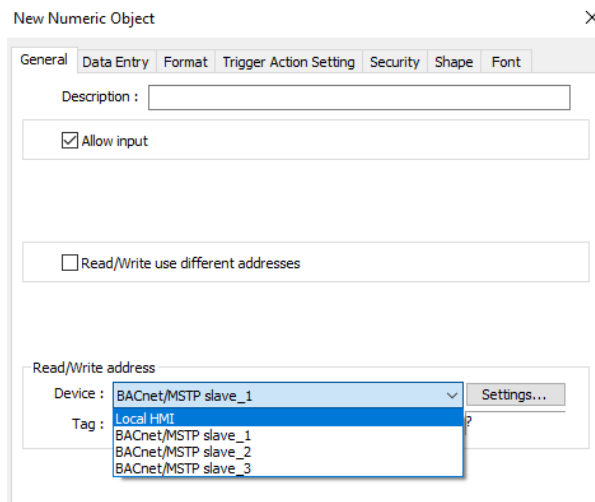 New Numeric Object
General Data Entry Format Trigger Action Setting Security Shape Font
Description :
Allow input
Read/Write use different addresses
Read/Write address
Device : BACnet/MSTP slave_1 Settings...
Tag : Local HMI ?
BACnet/MSTP slave_1
BACnet/MSTP slave_2
BACnet/MSTP slave_3